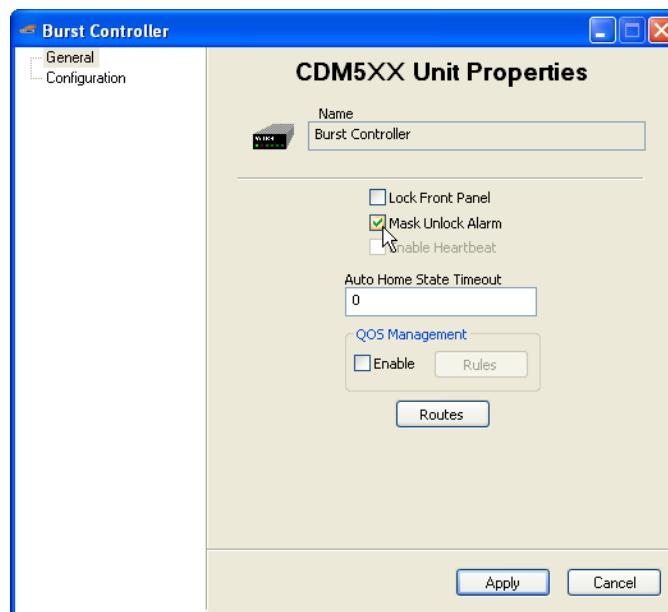 Burst Controller
General
Configuration
CDM5XX Unit Properties
Name
Burst Controller
Lock Front Panel
Mask Unlock Alarm
Enable Heartbeat
Auto Home State Timeout
0
QOS Management
Enable
Rules
Routes
Apply
Cancel